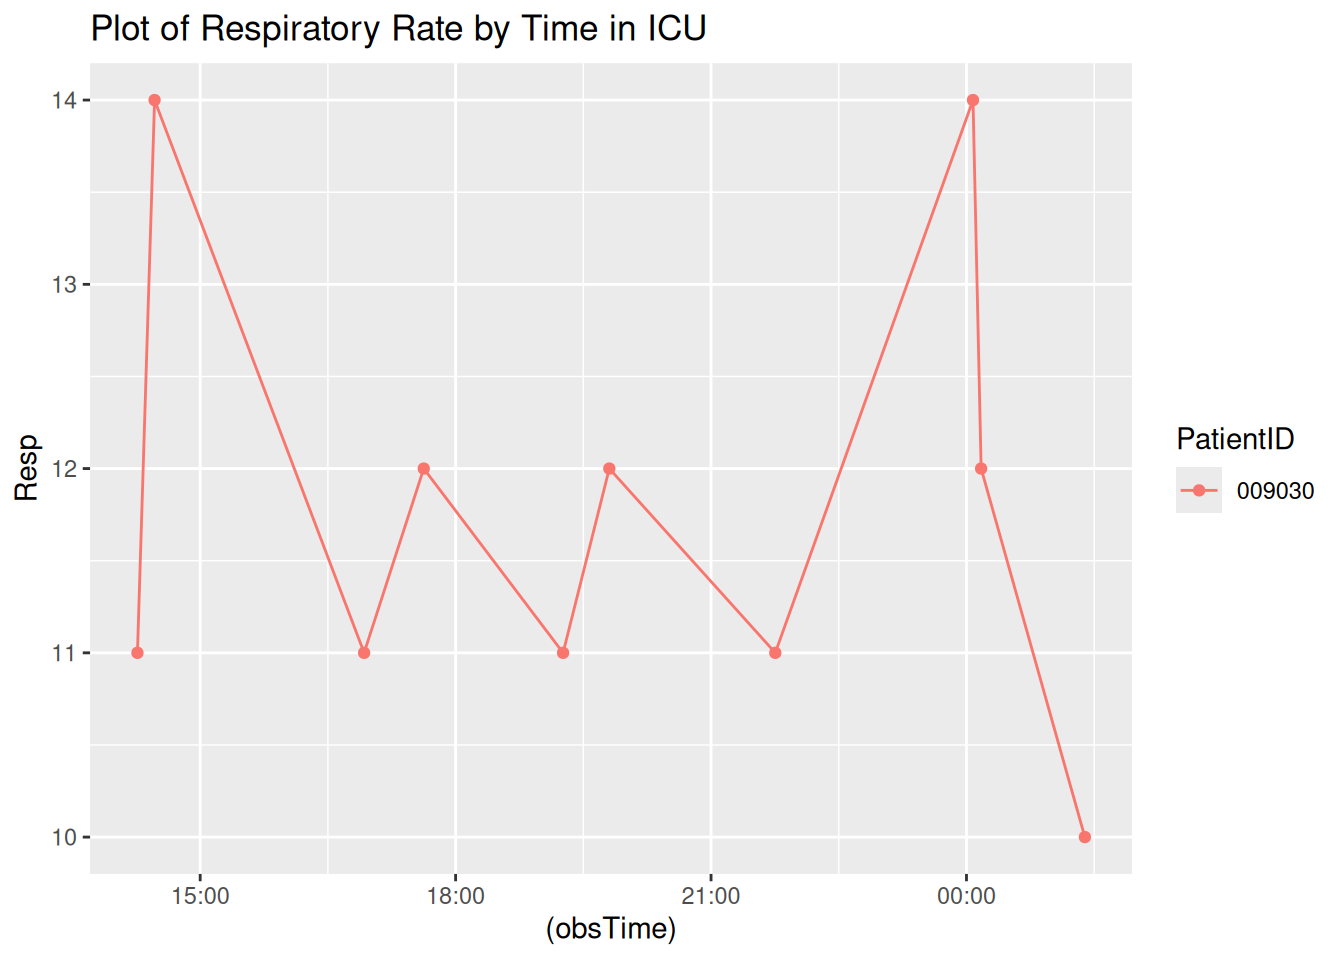 Plot of Respiratory Rate by Time in ICU
14
13
12
11
10
Resp
15:00 18:00 21:00 00:00
(obsTime)
PatientID
009030